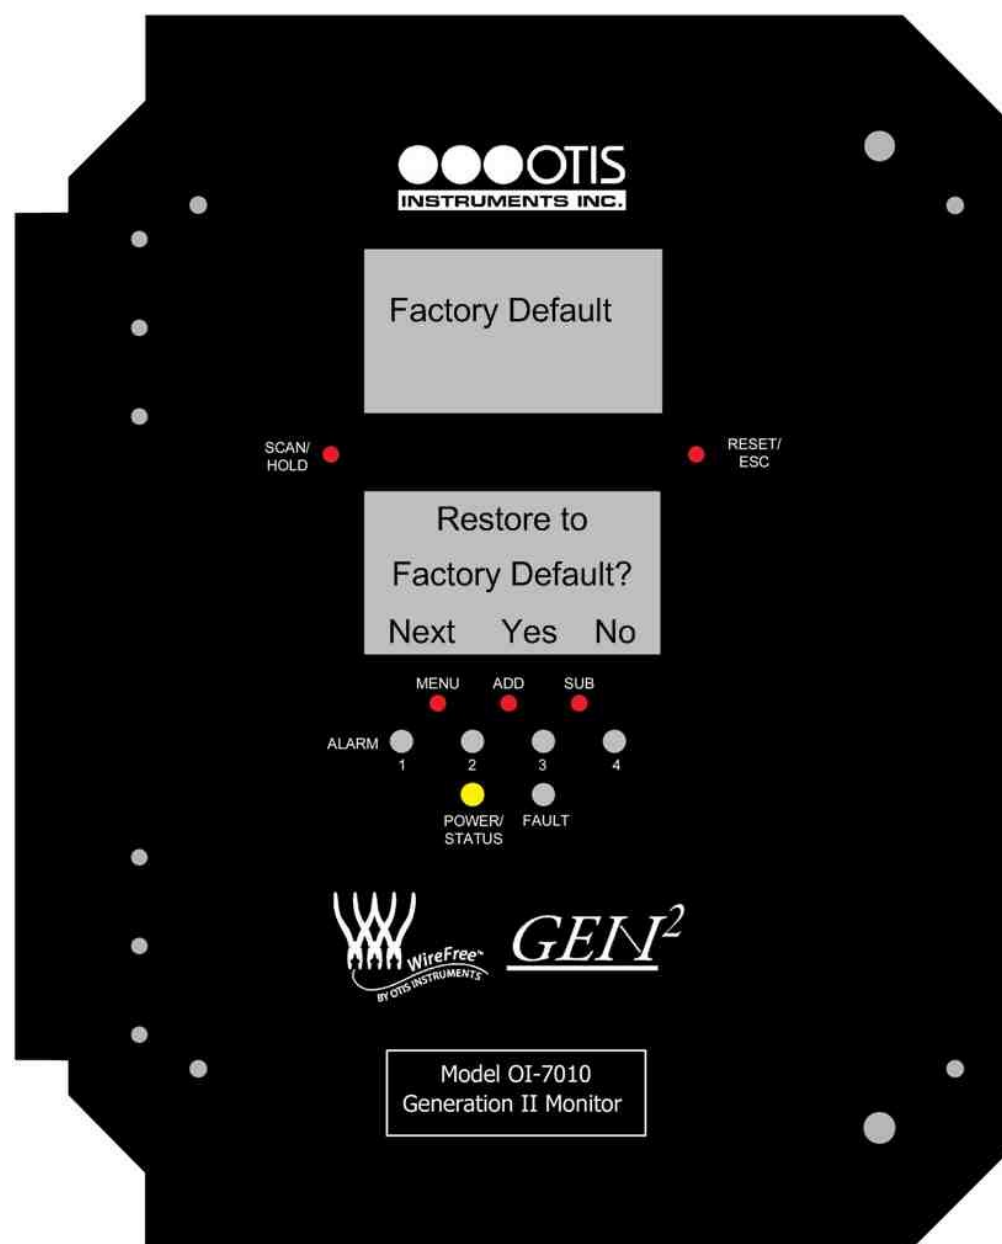 OTIS
INSTRUMENTS INC.
Factory Default
SCAN/
HOLD
RESET/
ESC
Restore to
Factory Default?
Next Yes No
MENU ADD SUB
ALARM
1 2 3 4
POWER/
STATUS
FAULT
WireFree™
BY OTIS INSTRUMENTS
GEN²
Model OI-7010
Generation II Monitor